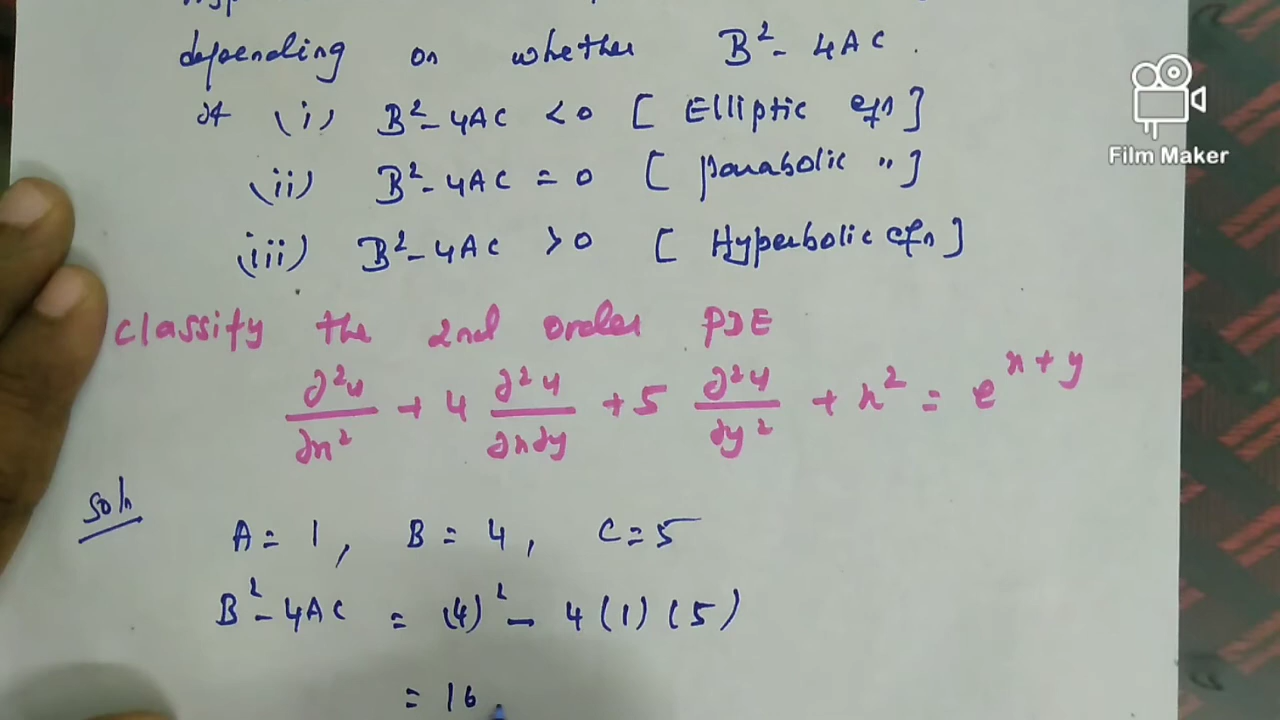 depending on whether B² - 4AC.
If (i) B² - 4AC < 0 [ Elliptic eqn ]
(ii) B² - 4AC = 0 [ Parabolic " ]
(iii) B² - 4AC > 0 [ Hyperbolic eqn ]
classify the 2nd order PDE
∂²u/∂x² + 4 ∂²u/∂x∂y + 5 ∂²u/∂y² + x² = e^(x+y)
Soln
A = 1, B = 4, C = 5
B² - 4AC = (4)² - 4(1)(5)
= 16
Film Maker